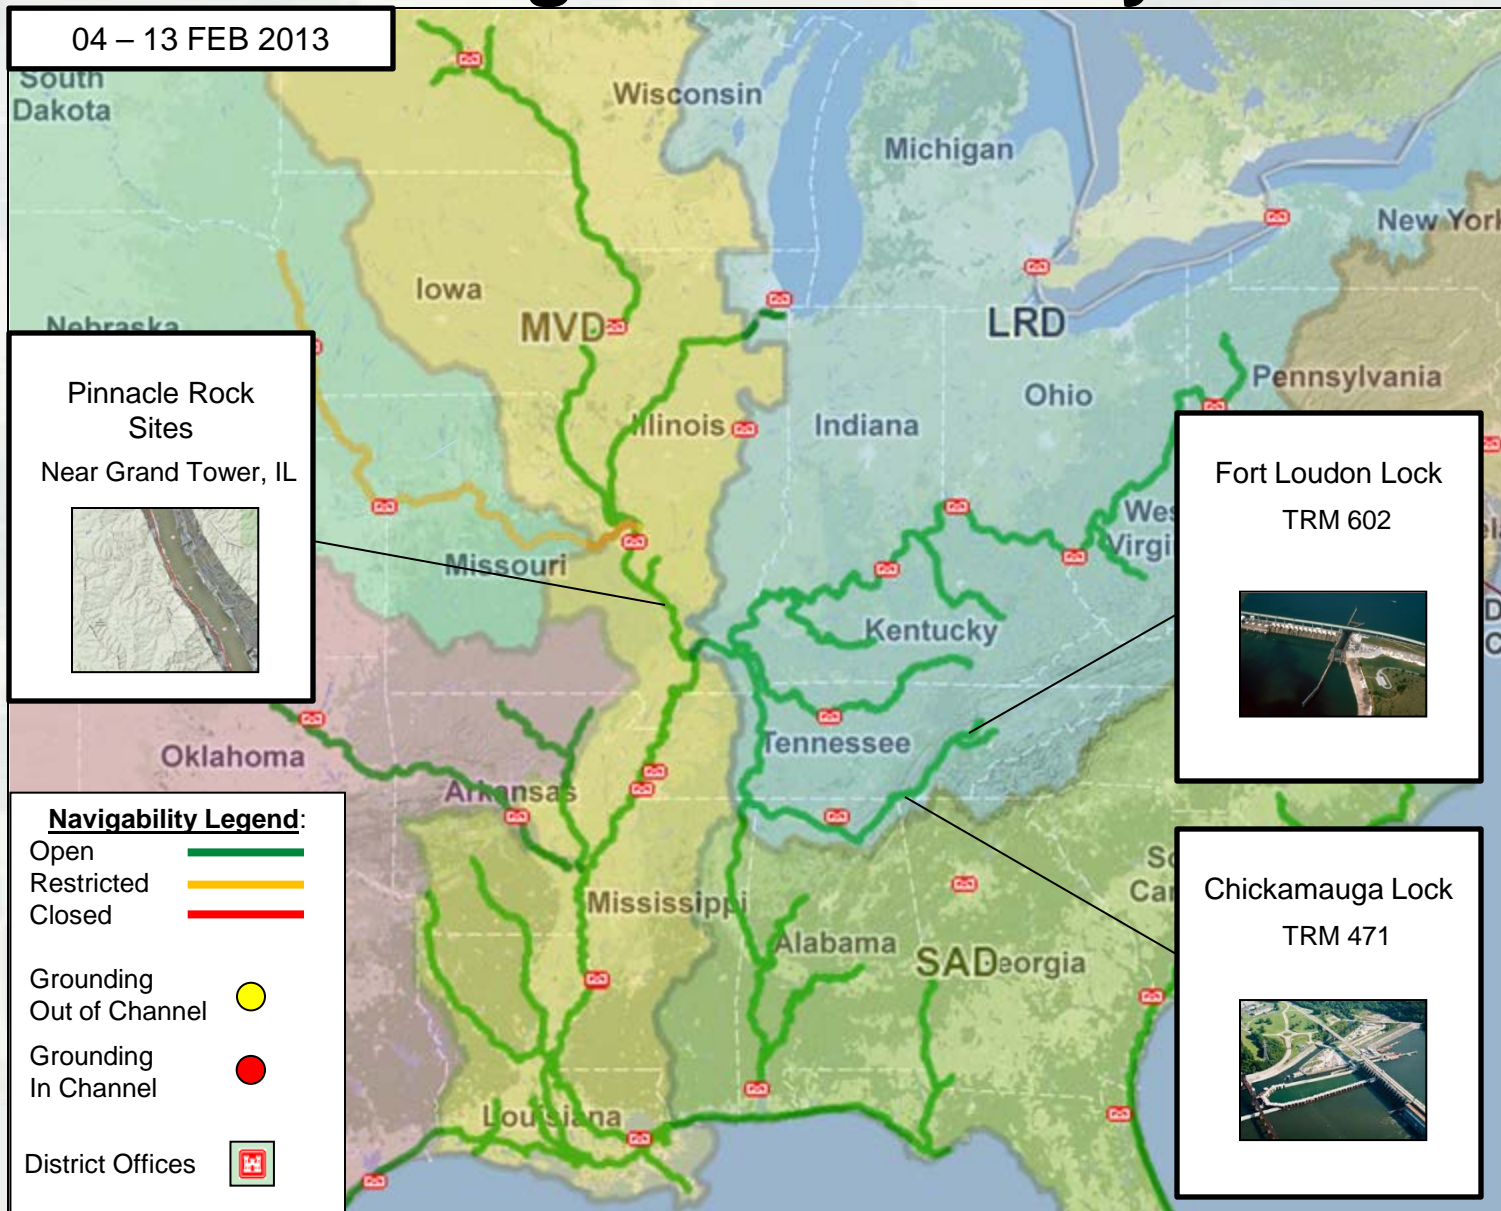 04 – 13 FEB 2013
South
Dakota
Wisconsin
Michigan
New York
Iowa
MVD
LRD
Nebraska
Pennsylvania
Ohio
Illinois
Indiana
Pinnacle Rock
Sites
Near Grand Tower, IL
Fort Loudon Lock
TRM 602
Missouri
Kentucky
Tennessee
Oklahoma
Arkansas
Navigability Legend:
Open
Restricted
Closed
Grounding
Out of Channel
Grounding
In Channel
District Offices
Mississippi
Alabama
SAD
eorgia
Chickamauga Lock
TRM 471
Louisiana